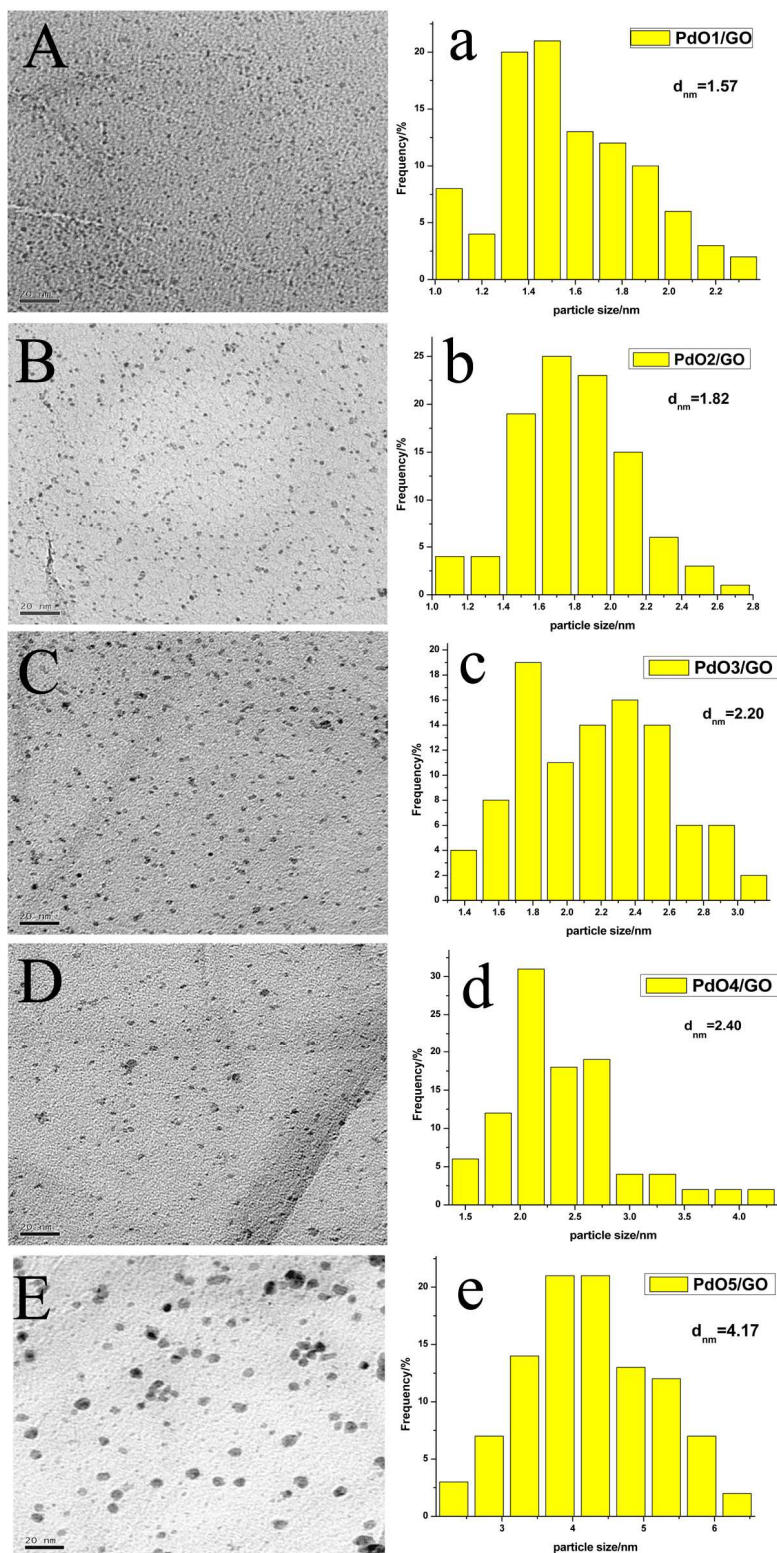 A
20 nm
a
PdO1/GO
dnm=1.57
Frequency/%
20
15
10
5
0
1.0 1.2 1.4 1.6 1.8 2.0 2.2
particle size/nm
B
20 nm
b
PdO2/GO
dnm=1.82
Frequency/%
25
20
15
10
5
0
1.0 1.2 1.4 1.6 1.8 2.0 2.2 2.4 2.6 2.8
particle size/nm
C
20 nm
c
PdO3/GO
dnm=2.20
Frequency/%
20
18
16
14
12
10
8
6
4
2
0
1.4 1.6 1.8 2.0 2.2 2.4 2.6 2.8 3.0
particle size/nm
D
20 nm
d
PdO4/GO
dnm=2.40
Frequency/%
30
25
20
15
10
5
0
1.5 2.0 2.5 3.0 3.5 4.0
particle size/nm
E
20 nm
e
PdO5/GO
dnm=4.17
Frequency/%
20
15
10
5
0
3 4 5 6
particle size/nm